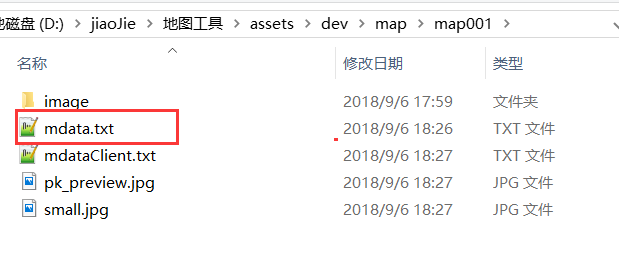 磁磁盘 (D:) › jiaoJie › 地图工具 › assets › dev › map › map001 ›
名称 修改日期 类型
image 2018/9/6 17:59 文件夹
mdata.txt 2018/9/6 18:26 TXT 文件
mdataClient.txt 2018/9/6 18:27 TXT 文件
pk_preview.jpg 2018/9/6 18:27 JPG 文件
small.jpg 2018/9/6 18:27 JPG 文件